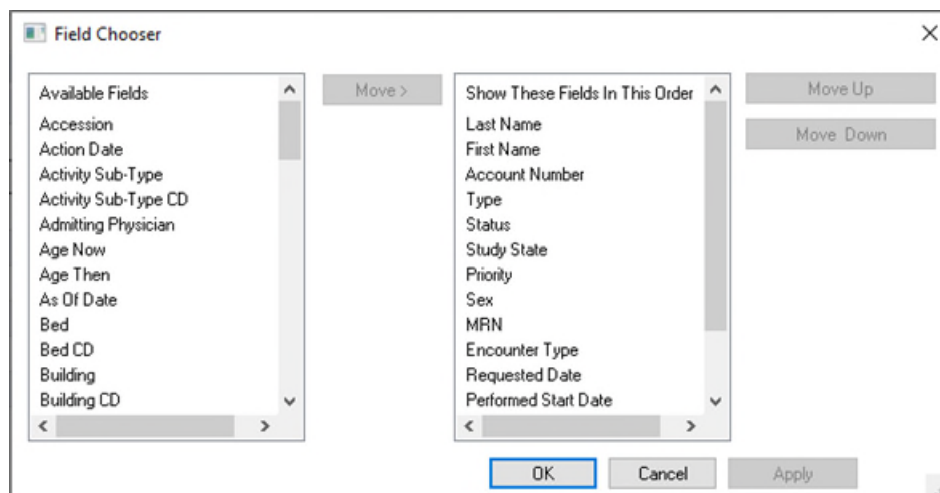 Field Chooser
Available Fields
Accession
Action Date
Activity Sub-Type
Activity Sub-Type CD
Admitting Physician
Age Now
Age Then
As Of Date
Bed
Bed CD
Building
Building CD
Move >
Show These Fields In This Order
Last Name
First Name
Account Number
Type
Status
Study State
Priority
Sex
MRN
Encounter Type
Requested Date
Performed Start Date
Move Up
Move Down
OK
Cancel
Apply